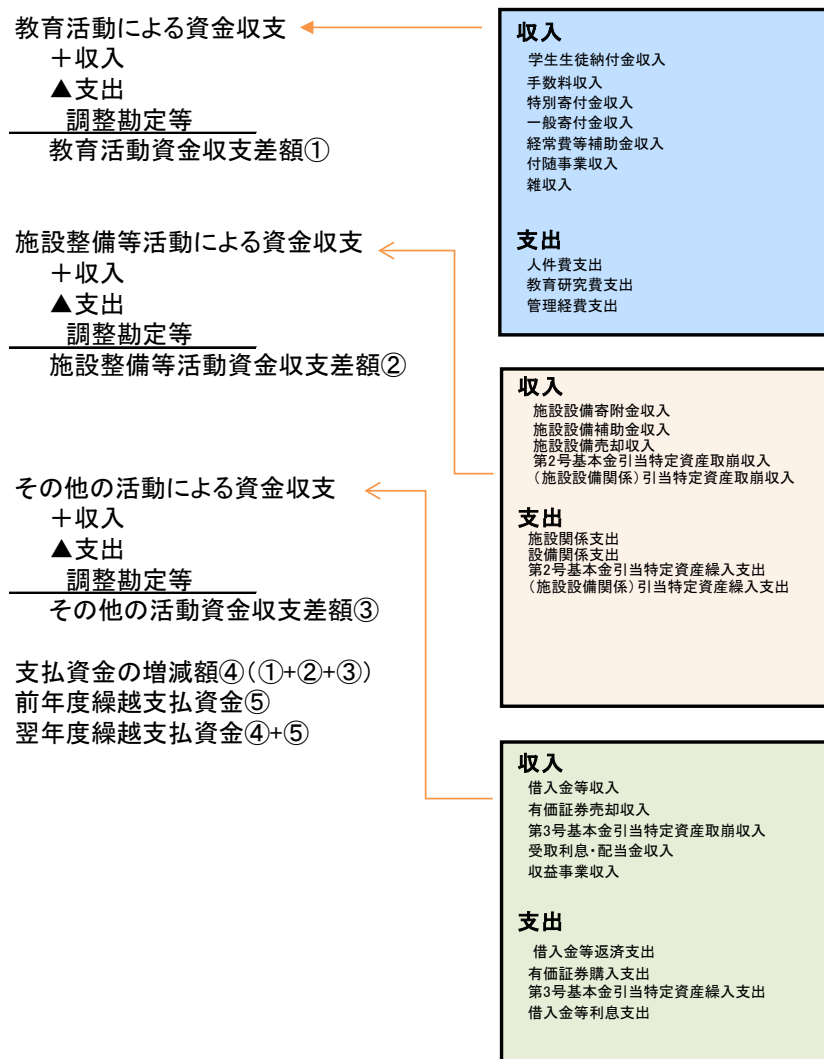 教育活動による資金収支
＋収入
▲支出
調整勘定等
教育活動資金収支差額①
施設整備等活動による資金収支
＋収入
▲支出
調整勘定等
施設整備等活動資金収支差額②
その他の活動による資金収支
＋収入
▲支出
調整勘定等
その他の活動資金収支差額③
支払資金の増減額④(①+②+③)
前年度繰越支払資金⑤
翌年度繰越支払資金④+⑤
収入
学生生徒納付金収入
手数料収入
特別寄付金収入
一般寄付金収入
経常費等補助金収入
付随事業収入
雑収入
支出
人件費支出
教育研究費支出
管理経費支出
収入
施設設備寄附金収入
施設設備補助金収入
施設設備売却収入
第2号基本金引当特定資産取崩収入
(施設設備関係)引当特定資産取崩収入
支出
施設関係支出
設備関係支出
第2号基本金引当特定資産繰入支出
(施設設備関係)引当特定資産繰入支出
収入
借入金等収入
有価証券売却収入
第3号基本金引当特定資産取崩収入
受取利息・配当金収入
収益事業収入
支出
借入金等返済支出
有価証券購入支出
第3号基本金引当特定資産繰入支出
借入金等利息支出